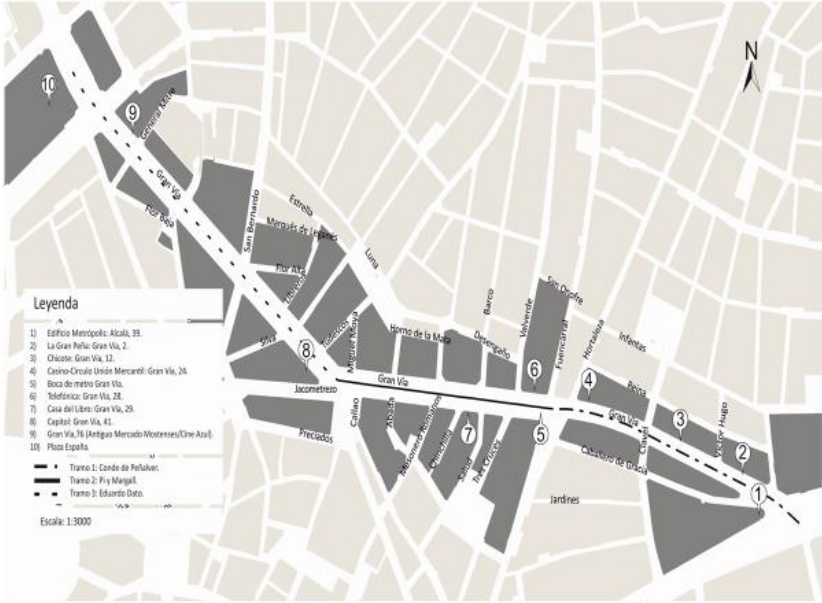 N
10
9
General Mitre
Gran Vía
Flor Baja
San Bernardo
Estrella
Marqués de Leganés
Luna
Flor Alta
Libreros
Silva
Tudescos
Miguel Moya
Horno de la Mata
Barco
Desengaño
Valverde
San Onofre
Fuencarral
Hortaleza
Infantas
Reina
8
Gran Vía
6
4
Gran Vía
3
Victor Hugo
2
1
Clavel
Caballero de Gracia
5
Jardines
Jacometrezo
Preciados
Callao
Abada
Mesonero Romanos
Chinchilla
7
Salud
Tres Cruces
Leyenda
1) Edificio Metrópolis: Alcalá, 39.
2) La Gran Peña: Gran Vía, 2.
3) Chicote: Gran Vía, 12.
4) Casino-Círculo Unión Mercantil: Gran Vía, 24.
5) Boca de metro Gran Vía.
6) Telefónica: Gran Vía, 28.
7) Casa del Libro: Gran Vía, 29.
8) Capitol: Gran Vía, 41.
9) Gran Vía,76 (Antiguo Mercado Mostenses/Cine Azul).
10) Plaza España.
Tramo 1: Conde de Peñalver.
Tramo 2: Pi y Margall.
Tramo 3: Eduardo Dato.
Escala: 1:3000